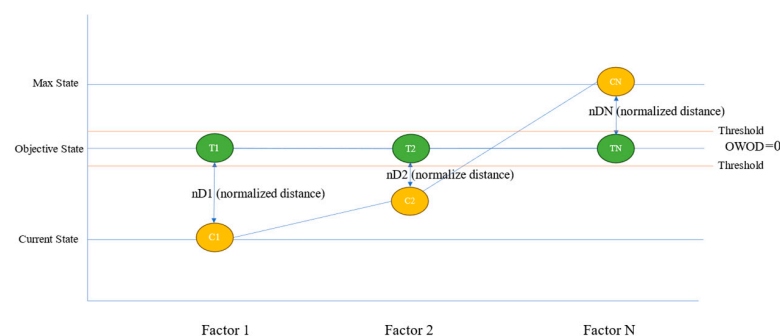 Max State
CN
nDN (normalized distance)
Threshold
Objective State
T1
T2
TN
OWOD=0
Threshold
nD1 (normalized distance)
nD2 (normalize distance)
C2
Current State
C1
Factor 1
Factor 2
Factor N